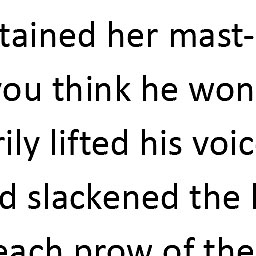 tained her mast-
you think he won
rily lifted his voic
d slackened the l
each prow of the